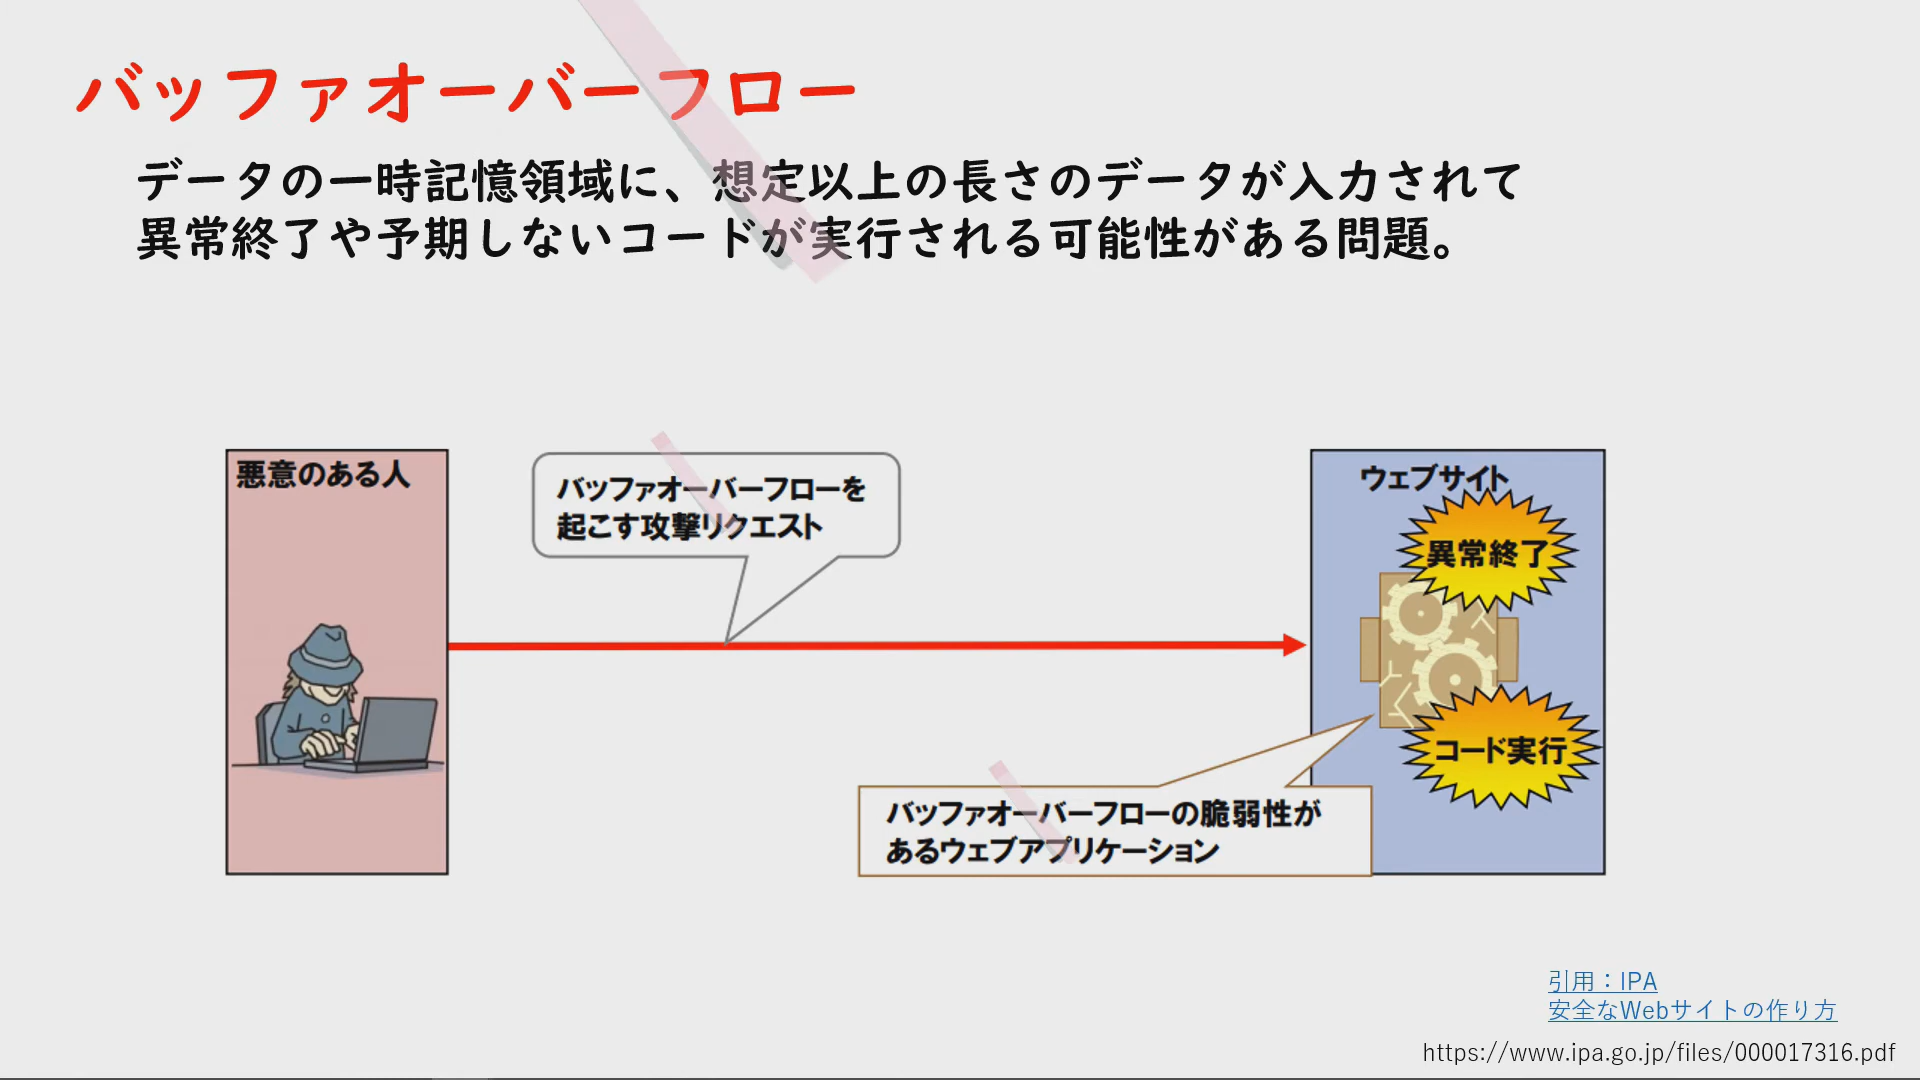 バッファオーバーフロー
データの一時記憶領域に、想定以上の長さのデータが入力されて
異常終了や予期しないコードが実行される可能性がある問題。
悪意のある人
バッファオーバーフローを
起こす攻撃リクエスト
ウェブサイト
異常終了
コード実行
バッファオーバーフローの脆弱性が
あるウェブアプリケーション
引用：IPA
安全なWebサイトの作り方
https://www.ipa.go.jp/files/000017316.pdf